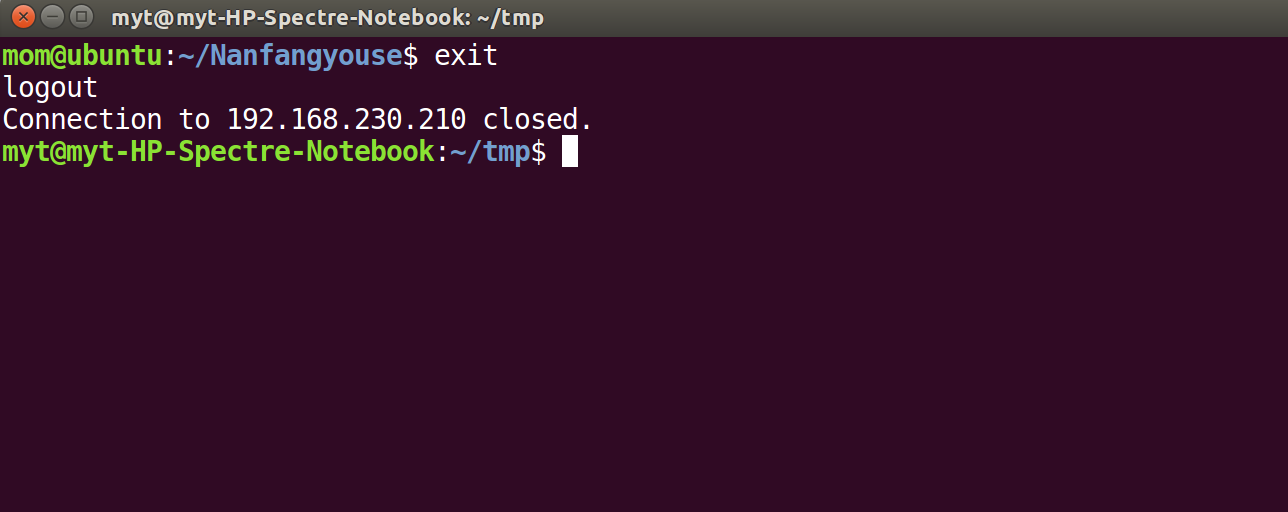 myt@myt-HP-Spectre-Notebook: ~/tmp
mom@ubuntu:~/Nanfangyouse$ exit
logout
Connection to 192.168.230.210 closed.
myt@myt-HP-Spectre-Notebook:~/tmp$